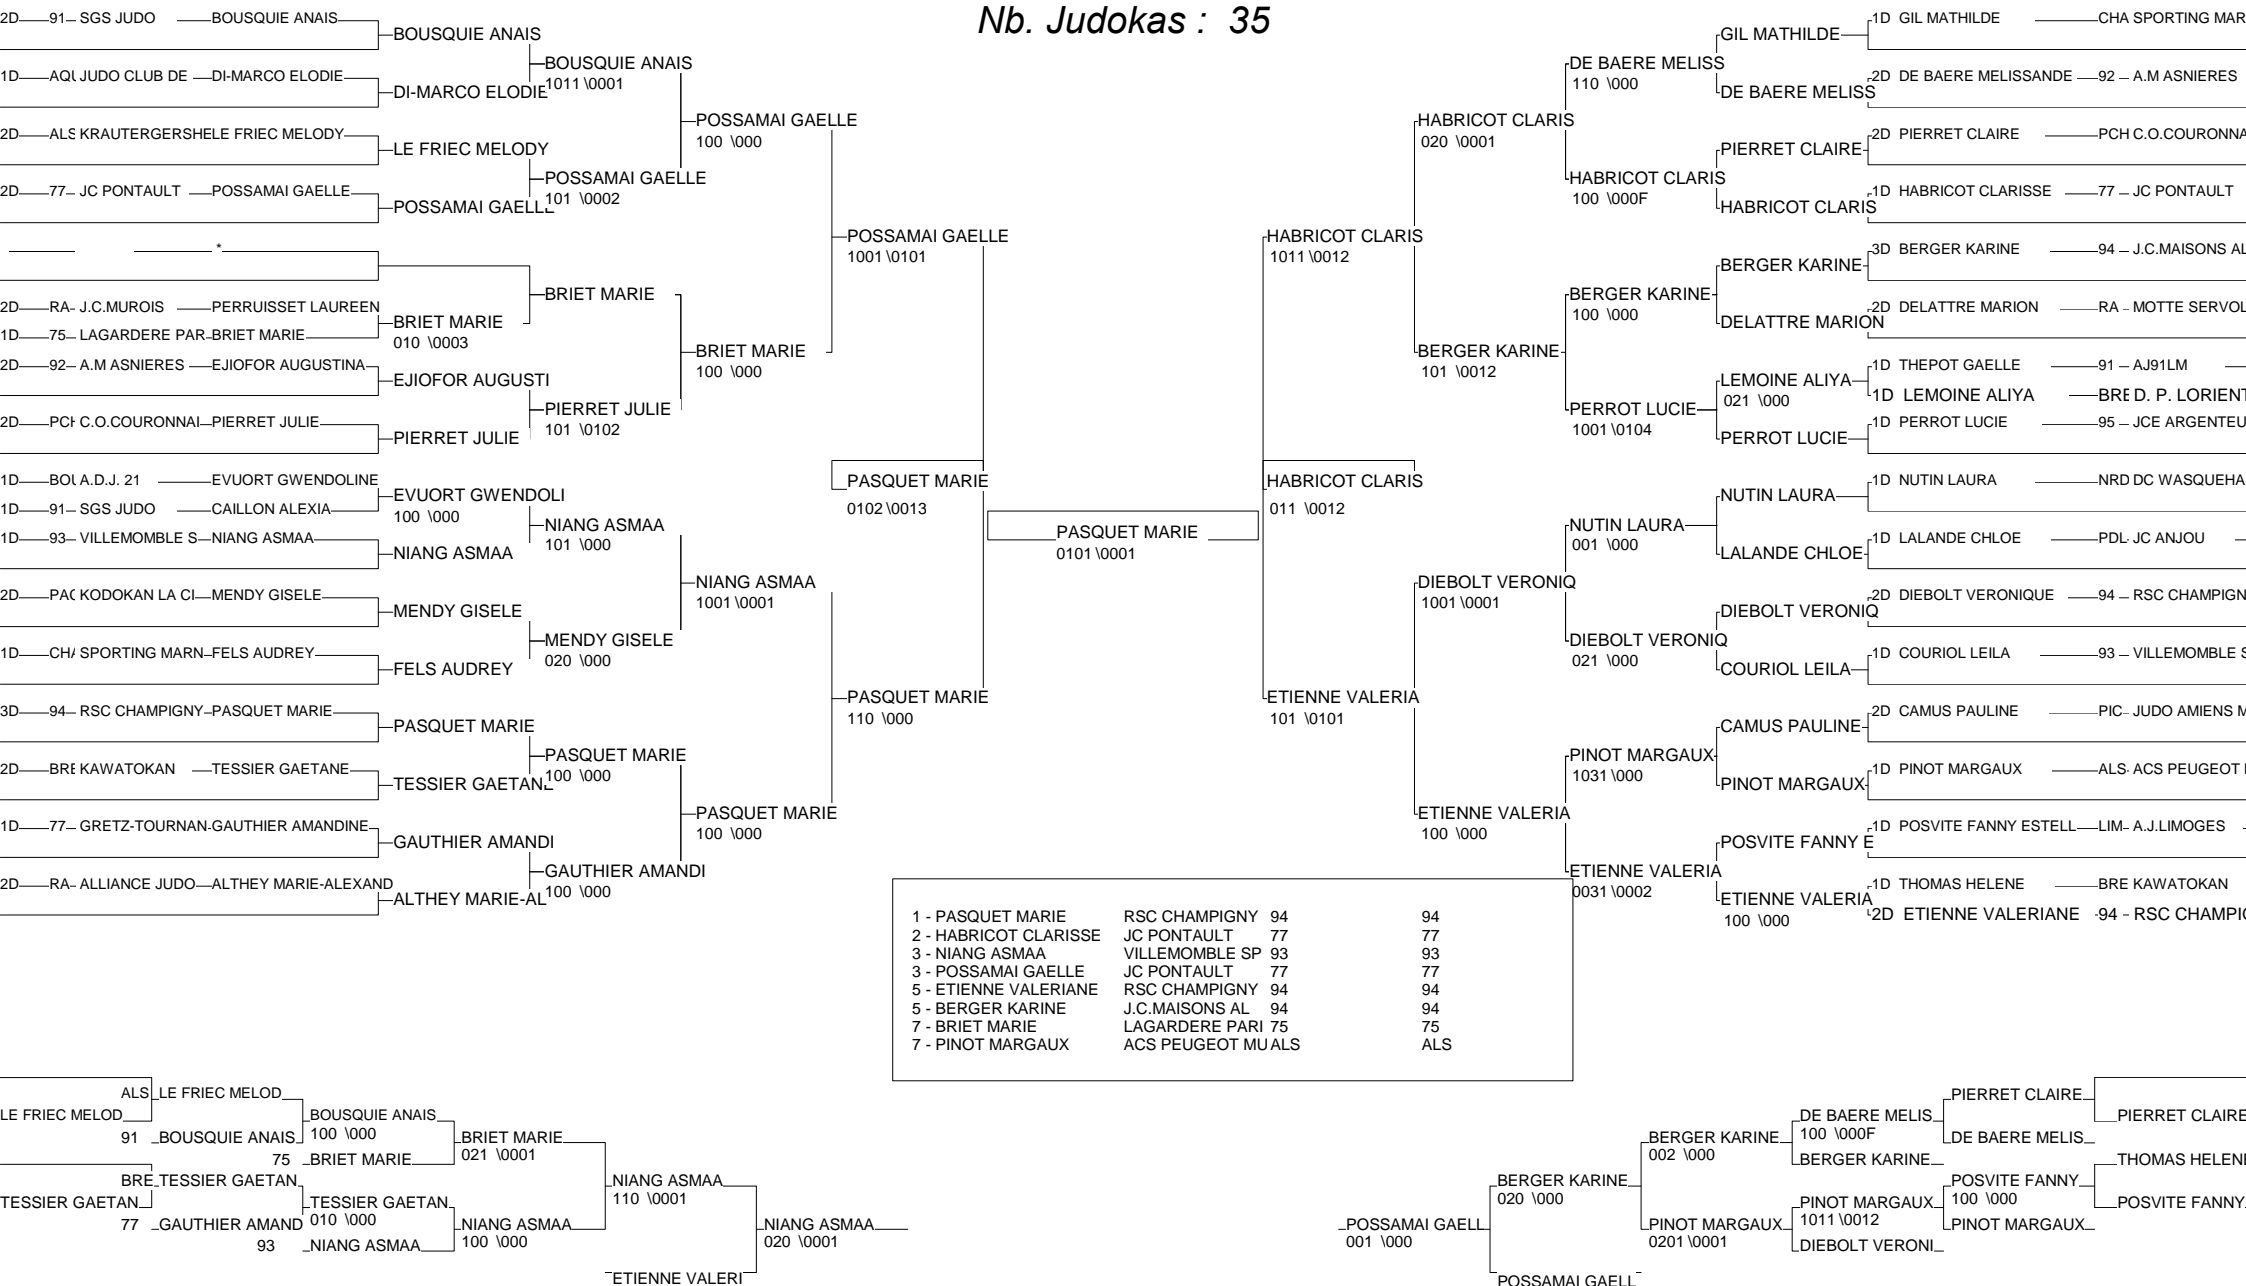 Nb. Judokas : 35
2D 91 SGS JUDO BOUSQUIE ANAIS
1D AQU JUDO CLUB DE DI-MARCO ELODIE
2D ALS KRAUTERGERSHE LE FRIEC MELODY
2D 77 JC PONTAULT POSSAMAI GAELLE
*
2D RA J.C.MUROIS PERRUISSET LAUREEN
1D 75 LAGARDERE PAR BRIET MARIE
2D 92 A.M ASNIERES EJIOFOR AUGUSTINA
2D PCH C.O.COURONNAI PIERRET JULIE
1D BOU A.D.J. 21 EVUORT GWENDOLINE
1D 91 SGS JUDO CAILLON ALEXIA
1D 93 VILLEMOMBLE S NIANG ASMAA
2D PAC KODOKAN LA CI MENDY GISELE
1D CHA SPORTING MARN FELS AUDREY
3D 94 RSC CHAMPIGNY PASQUET MARIE
2D BRE KAWATOKAN TESSIER GAETANE
1D 77 GRETZ-TOURNAN GAUTHIER AMANDINE
2D RA ALLIANCE JUDO ALTHEY MARIE-ALEXAND
BOUSQUIE ANAIS
DI-MARCO ELODIE
LE FRIEC MELODY
POSSAMAI GAELLE
BRIET MARIE
010 \0003
EJIOFOR AUGUSTI
PIERRET JULIE
EVUORT GWENDOLI
100 \000
NIANG ASMAA
MENDY GISELE
FELS AUDREY
PASQUET MARIE
TESSIER GAETANE
GAUTHIER AMANDI
ALTHEY MARIE-AL
BOUSQUIE ANAIS
1011 \0001
POSSAMAI GAELLE
101 \0002
BRIET MARIE
PIERRET JULIE
101 \0102
NIANG ASMAA
101 \000
MENDY GISELE
020 \000
PASQUET MARIE
100 \000
GAUTHIER AMANDI
100 \000
POSSAMAI GAELLE
100 \000
BRIET MARIE
100 \000
NIANG ASMAA
1001 \0001
PASQUET MARIE
100 \000
POSSAMAI GAELLE
1001 \0101
PASQUET MARIE
0102 \0013
PASQUET MARIE
110 \000
PASQUET MARIE
0101 \0001
HABRICOT CLARIS
1011 \0012
HABRICOT CLARIS
011 \0012
ETIENNE VALERIA
101 \0101
HABRICOT CLARIS
020 \0001
BERGER KARINE
101 \0012
DIEBOLT VERONIQ
1001 \0001
ETIENNE VALERIA
100 \000
DE BAERE MELISS
110 \000
HABRICOT CLARIS
100 \000F
BERGER KARINE
100 \000
PERROT LUCIE
1001 \0104
NUTIN LAURA
001 \000
DIEBOLT VERONIQ
021 \000
PINOT MARGAUX
1031 \000
ETIENNE VALERIA
0031 \0002
GIL MATHILDE
DE BAERE MELISS
PIERRET CLAIRE
HABRICOT CLARIS
BERGER KARINE
DELATTRE MARION
LEMOINE ALIYA
021 \000
PERROT LUCIE
NUTIN LAURA
LALANDE CHLOE
DIEBOLT VERONIQ
COURIOL LEILA
CAMUS PAULINE
PINOT MARGAUX
POSVITE FANNY E
ETIENNE VALERIA
100 \000
1D GIL MATHILDE CHA SPORTING MAR
2D DE BAERE MELISSANDE 92 A.M ASNIERES
2D PIERRET CLAIRE PCH C.O.COURONNA
1D HABRICOT CLARISSE 77 JC PONTAULT
3D BERGER KARINE 94 J.C.MAISONS AL
2D DELATTRE MARION RA MOTTE SERVOL
1D THEPOT GAELLE 91 AJ91LM
1D LEMOINE ALIYA BRE D. P. LORIENT
1D PERROT LUCIE 95 JCE ARGENTEU
1D NUTIN LAURA NRD DC WASQUEHA
1D LALANDE CHLOE PDL JC ANJOU
2D DIEBOLT VERONIQUE 94 RSC CHAMPIGN
1D COURIOL LEILA 93 VILLEMOMBLE S
2D CAMUS PAULINE PIC JUDO AMIENS M
1D PINOT MARGAUX ALS ACS PEUGEOT
1D POSVITE FANNY ESTELL LIM A.J.LIMOGES
1D THOMAS HELENE BRE KAWATOKAN
2D ETIENNE VALERIANE 94 RSC CHAMPIG
1 - PASQUET MARIE RSC CHAMPIGNY 94 94
2 - HABRICOT CLARISSE JC PONTAULT 77 77
3 - NIANG ASMAA VILLEMOMBLE SP 93 93
3 - POSSAMAI GAELLE JC PONTAULT 77 77
5 - ETIENNE VALERIANE RSC CHAMPIGNY 94 94
5 - BERGER KARINE J.C.MAISONS AL 94 94
7 - BRIET MARIE LAGARDERE PARI 75 75
7 - PINOT MARGAUX ACS PEUGEOT MU ALS ALS
LE FRIEC MELOD
TESSIER GAETAN
ALS LE FRIEC MELOD
91 BOUSQUIE ANAIS
75 BRIET MARIE
BRE TESSIER GAETAN
77 GAUTHIER AMAND
93 NIANG ASMAA
BOUSQUIE ANAIS
100 \000
TESSIER GAETAN
010 \000
BRIET MARIE
021 \0001
NIANG ASMAA
100 \000
NIANG ASMAA
110 \0001
ETIENNE VALERI
NIANG ASMAA
020 \0001
POSSAMAI GAELL
001 \000
BERGER KARINE
020 \000
POSSAMAI GAELL
BERGER KARINE
002 \000
PINOT MARGAUX
0201 \0001
DE BAERE MELIS
100 \000F
BERGER KARINE
PINOT MARGAUX
1011 \0012
DIEBOLT VERONI
PIERRET CLAIRE
DE BAERE MELIS
POSVITE FANNY
100 \000
PINOT MARGAUX
PIERRET CLAIRE
THOMAS HELENE
POSVITE FANNY